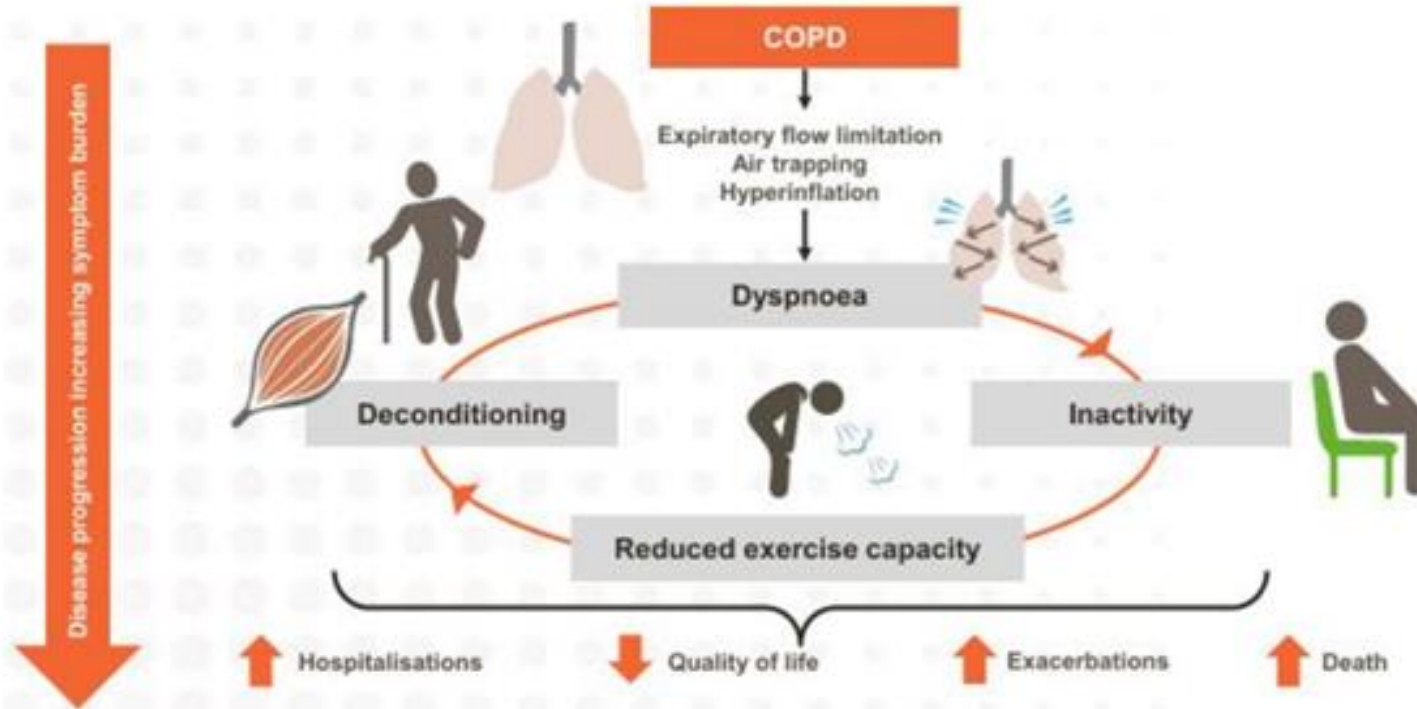 COPD
Expiratory flow limitation
Air trapping
Hyperinflation
Disease progression increasing symptom burden
Dyspnoea
Deconditioning
Inactivity
Reduced exercise capacity
Hospitalisations
Quality of life
Exacerbations
Death